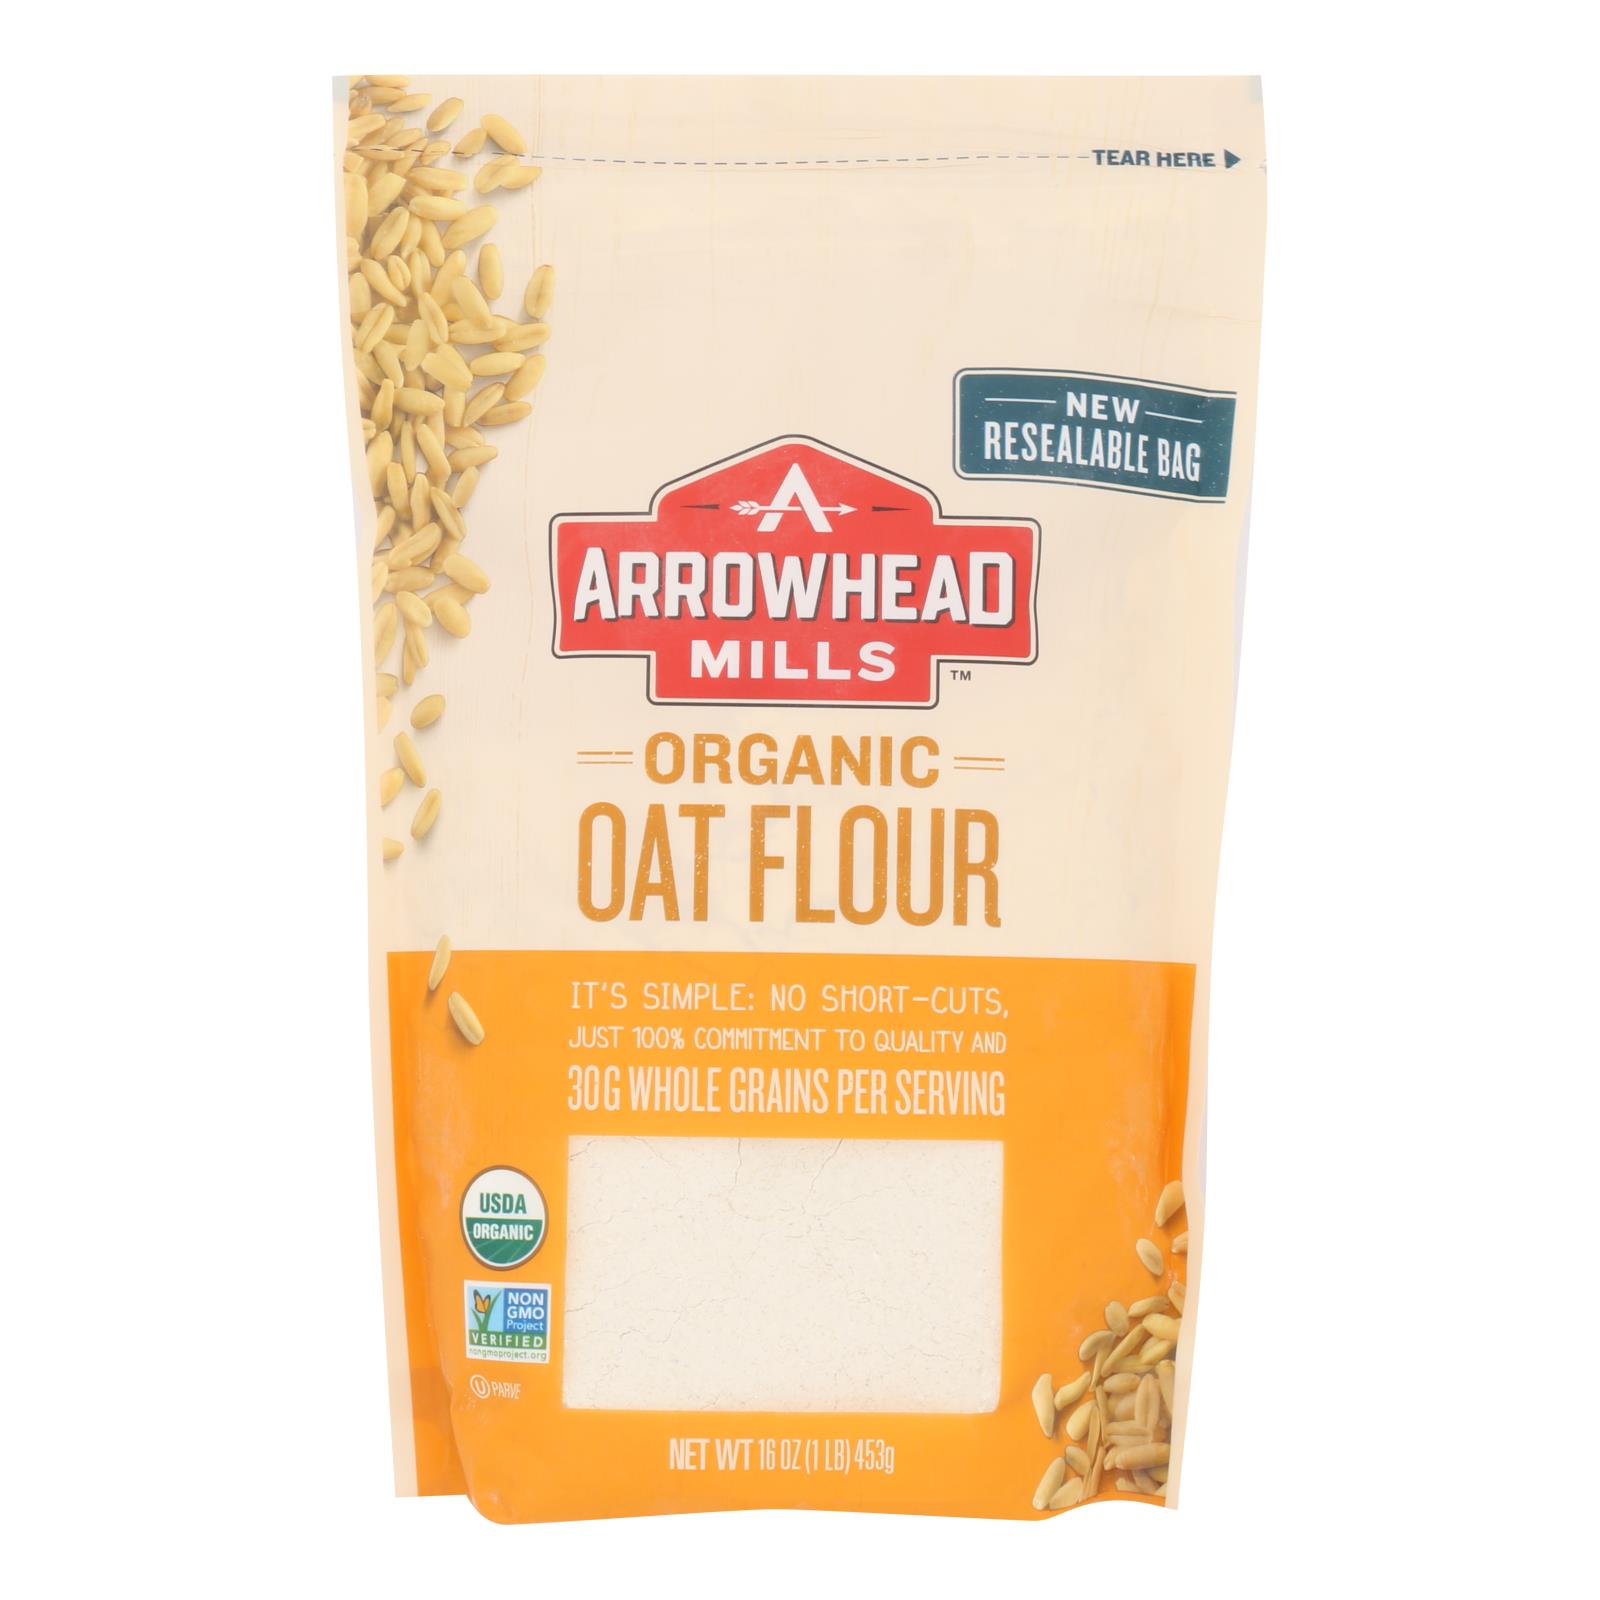 TEAR HERE
NEW
RESEALABLE BAG
A
ARROWHEAD
MILLS
TM
ORGANIC
OAT FLOUR
IT'S SIMPLE: NO SHORT-CUTS,
JUST 100% COMMITMENT TO QUALITY AND
30G WHOLE GRAINS PER SERVING
USDA
ORGANIC
NON
GMO
Project
VERIFIED
nongmoproject.org
U PARVE
NET WT 16 OZ (1 LB) 453g